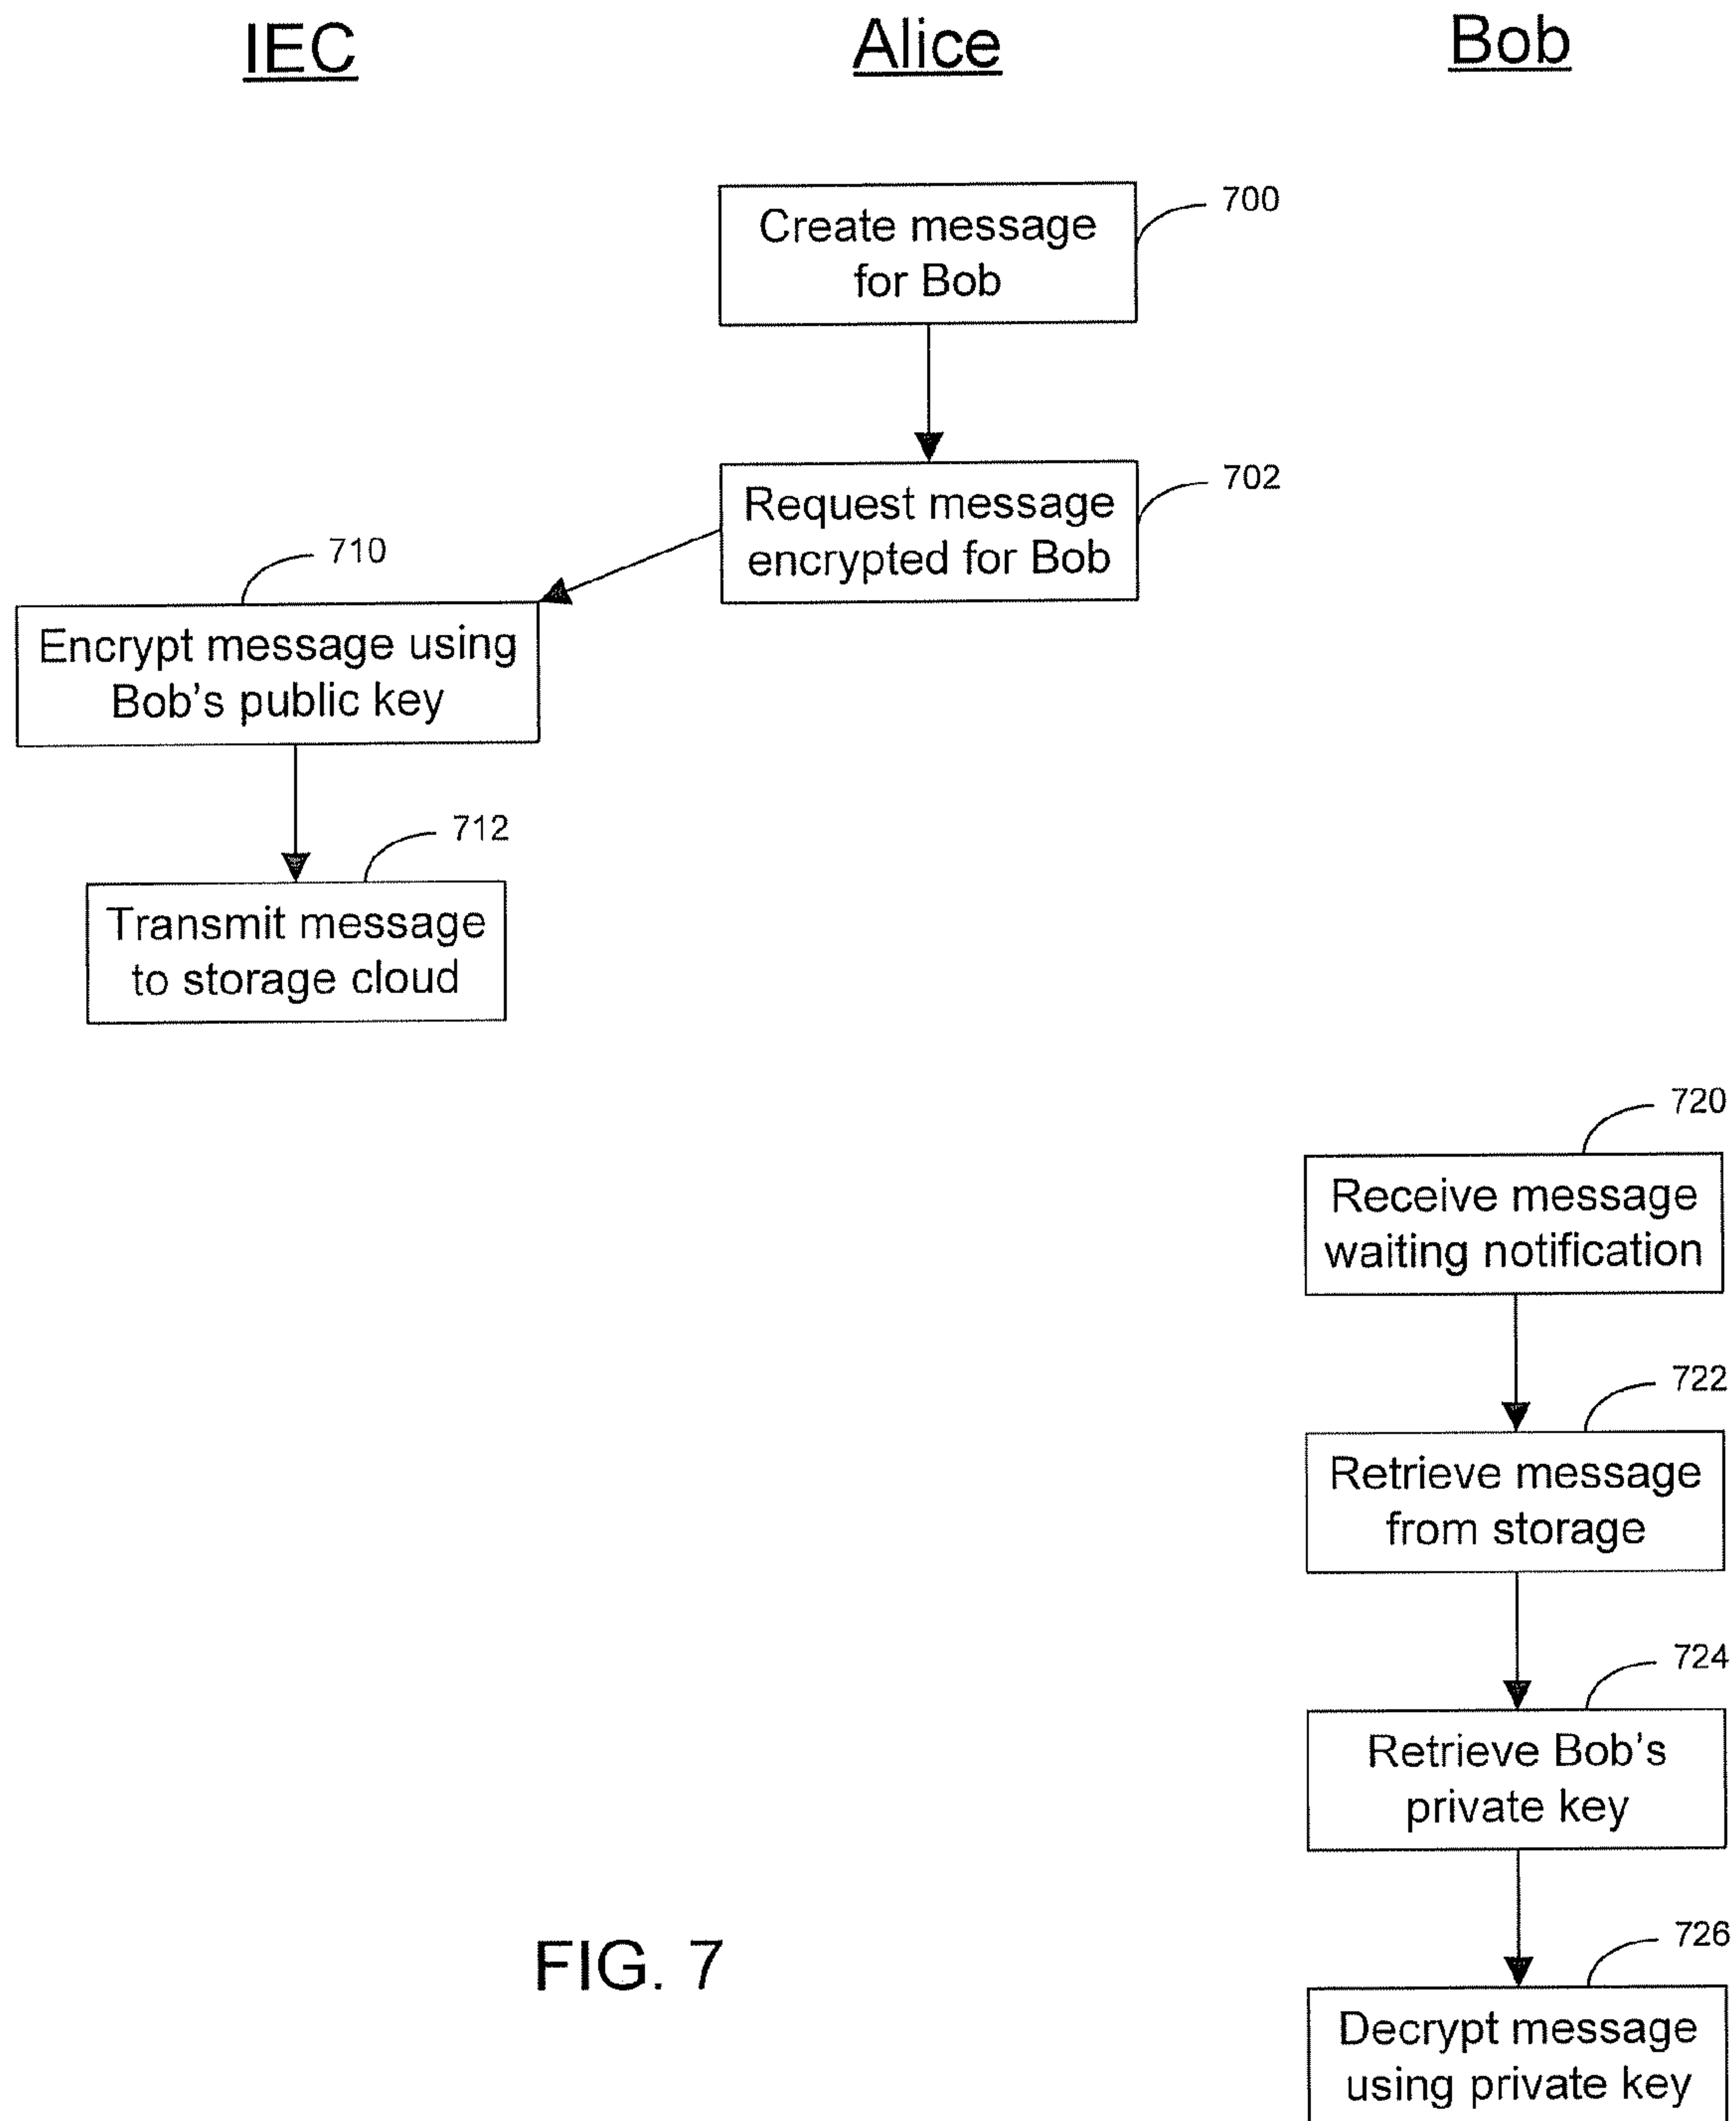 IEC Alice Bob
700
Create message
for Bob
702
Request message
encrypted for Bob
710
Encrypt message using
Bob's public key
712
Transmit message
to storage cloud
720
Receive message
waiting notification
722
Retrieve message
from storage
724
Retrieve Bob's
private key
726
Decrypt message
using private key
FIG. 7